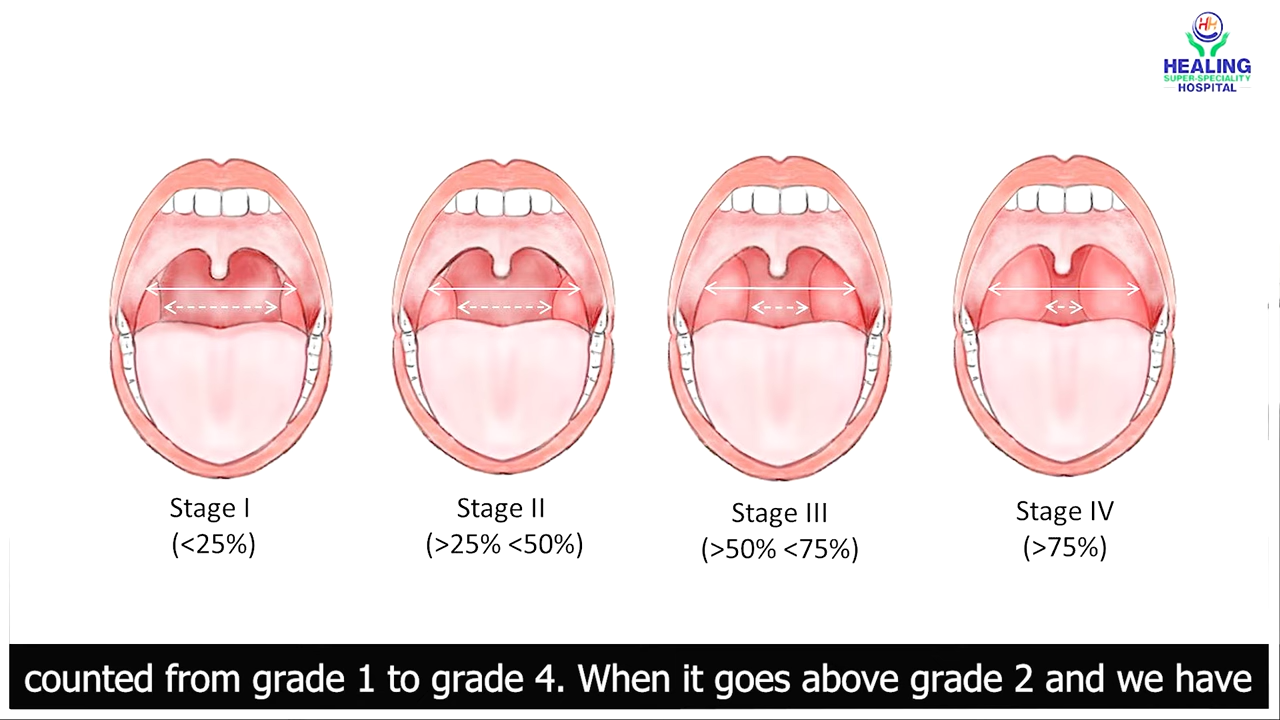 HM
HEALING
SUPER-SPECIALITY
HOSPITAL
Stage I
(<25%)
Stage II
(>25% <50%)
Stage III
(>50% <75%)
Stage IV
(>75%)
counted from grade 1 to grade 4. When it goes above grade 2 and we have